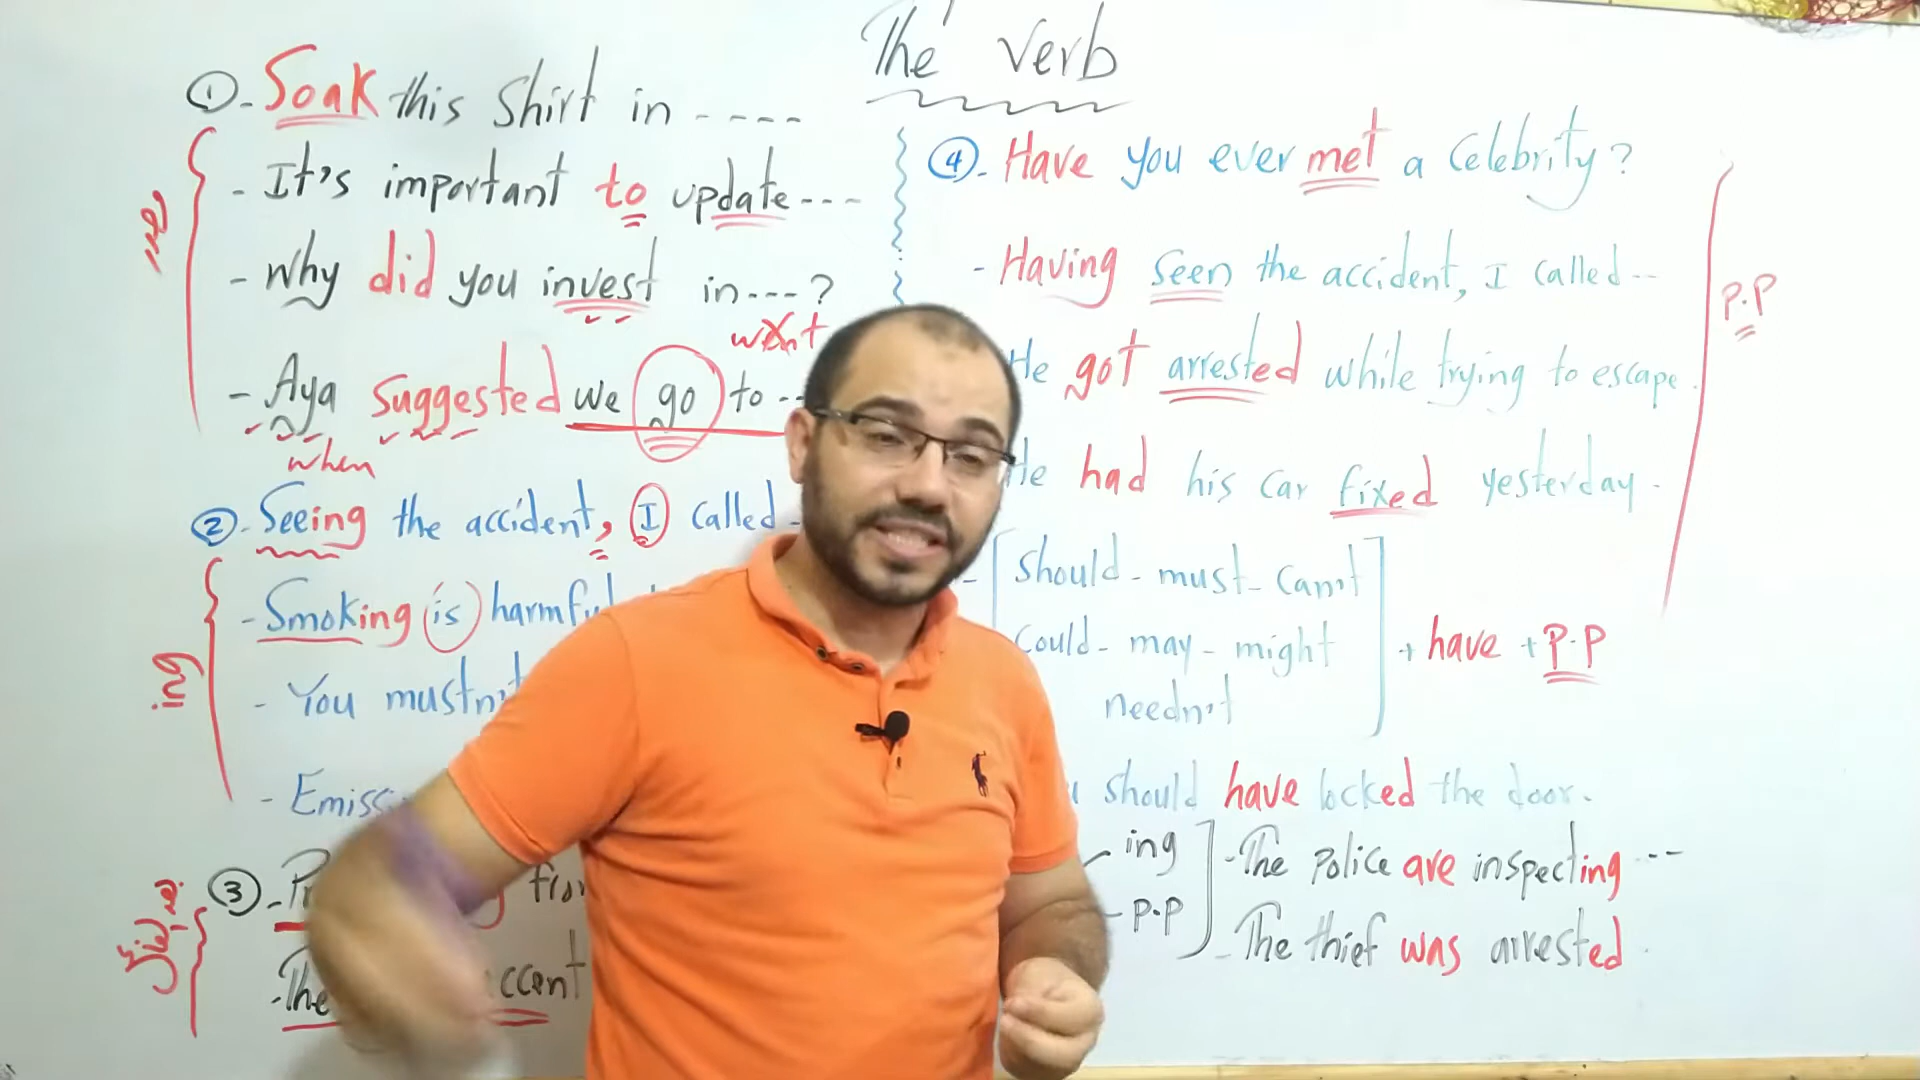 The Verb
① - Soak this shirt in ----
- It's important to update ---
- Why did you invest in ---?
went
- Aya suggested we go to --
when
② - Seeing the accident, I called -
- Smoking is harmful
ing
- You mustn't
- Emiss
③ -
- The ccent
④ - Have you ever met a celebrity?
- Having seen the accident, I called --
P.P
He got arrested while trying to escape.
He had his car fixed yesterday.
- [should - must - can't
could - may - might
needn't] + have + P.P
should have locked the door.
- ing
- P.P
- The police are inspecting ---
- The thief was arrested